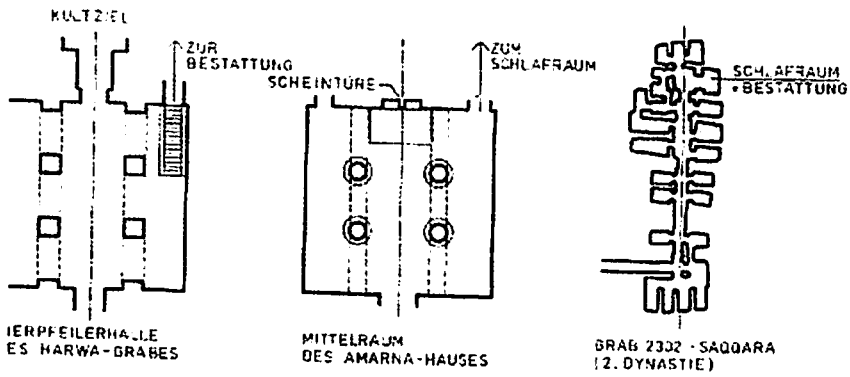 KULTZIEL
ZUR
BESTATTUNG
SCHEINTÜRE
ZUM
SCHLAFRAUM
SCHLAFRAUM
+BESTATTUNG
IERPFEILERHALLE
ES HARWA-GRABES
MITTELRAUM
DES AMARNA-HAUSES
GRAB 2302 - SAQQARA
(2. DYNASTIE)